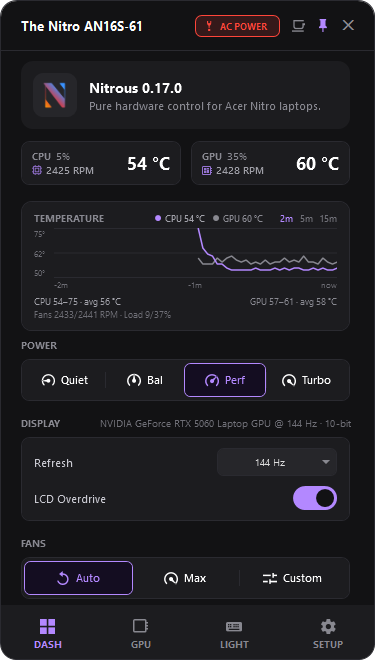 The Nitro AN16S-61
AC POWER
Nitrous 0.17.0
Pure hardware control for Acer Nitro laptops.
CPU 5%
2425 RPM
54 °C
GPU 35%
2428 RPM
60 °C
TEMPERATURE
CPU 54 °C
GPU 60 °C
2m 5m 15m
75°
62°
50°
-2m -1m now
CPU 54–75 · avg 56 °C
GPU 57–61 · avg 58 °C
Fans 2433/2441 RPM · Load 9/37%
POWER
Quiet
Bal
Perf
Turbo
DISPLAY
NVIDIA GeForce RTX 5060 Laptop GPU @ 144 Hz · 10-bit
Refresh
144 Hz
LCD Overdrive
FANS
Auto
Max
Custom
DASH
GPU
LIGHT
SETUP